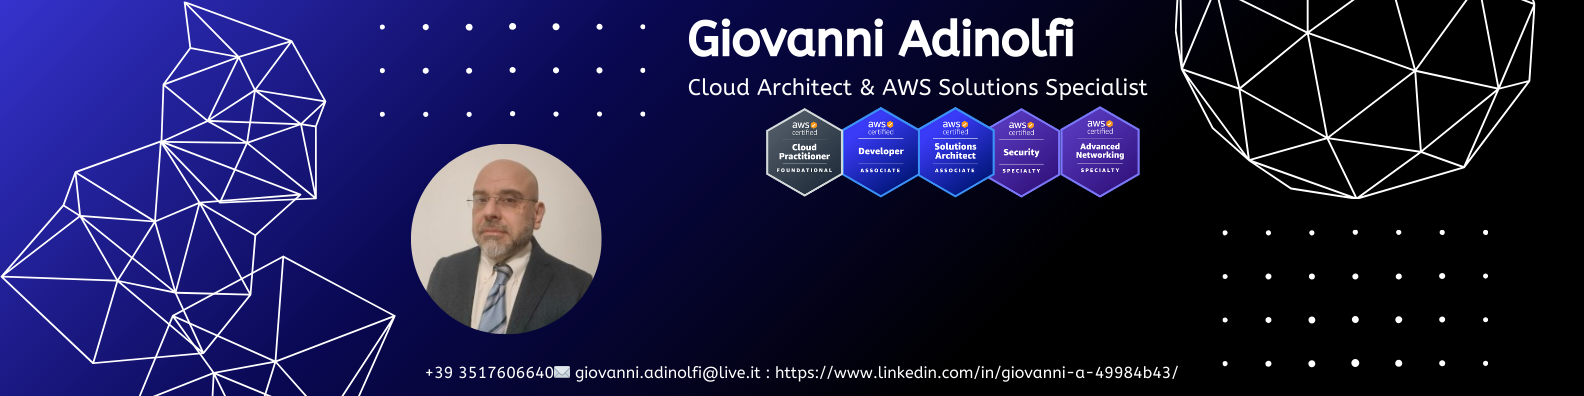 Giovanni Adinolfi
Cloud Architect & AWS Solutions Specialist
aws certified Cloud Practitioner FOUNDATIONAL
aws certified Developer ASSOCIATE
aws certified Solutions Architect ASSOCIATE
aws certified Security SPECIALTY
aws certified Advanced Networking SPECIALTY
+39 3517606640✉ giovanni.adinolfi@live.it : https://www.linkedin.com/in/giovanni-a-49984b43/